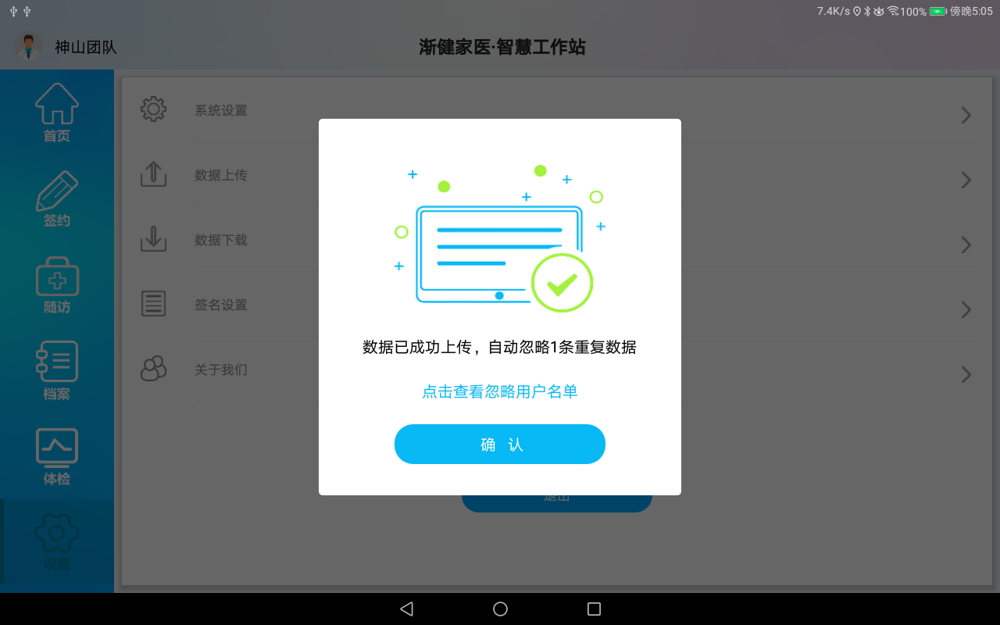 7.4K/s 100% 傍晚5:05
神山团队
渐健家医·智慧工作站
首页
签约
随访
档案
体检
设置
系统设置
数据上传
数据下载
签名设置
关于我们
数据已成功上传，自动忽略1条重复数据
点击查看忽略用户名单
确 认
退出